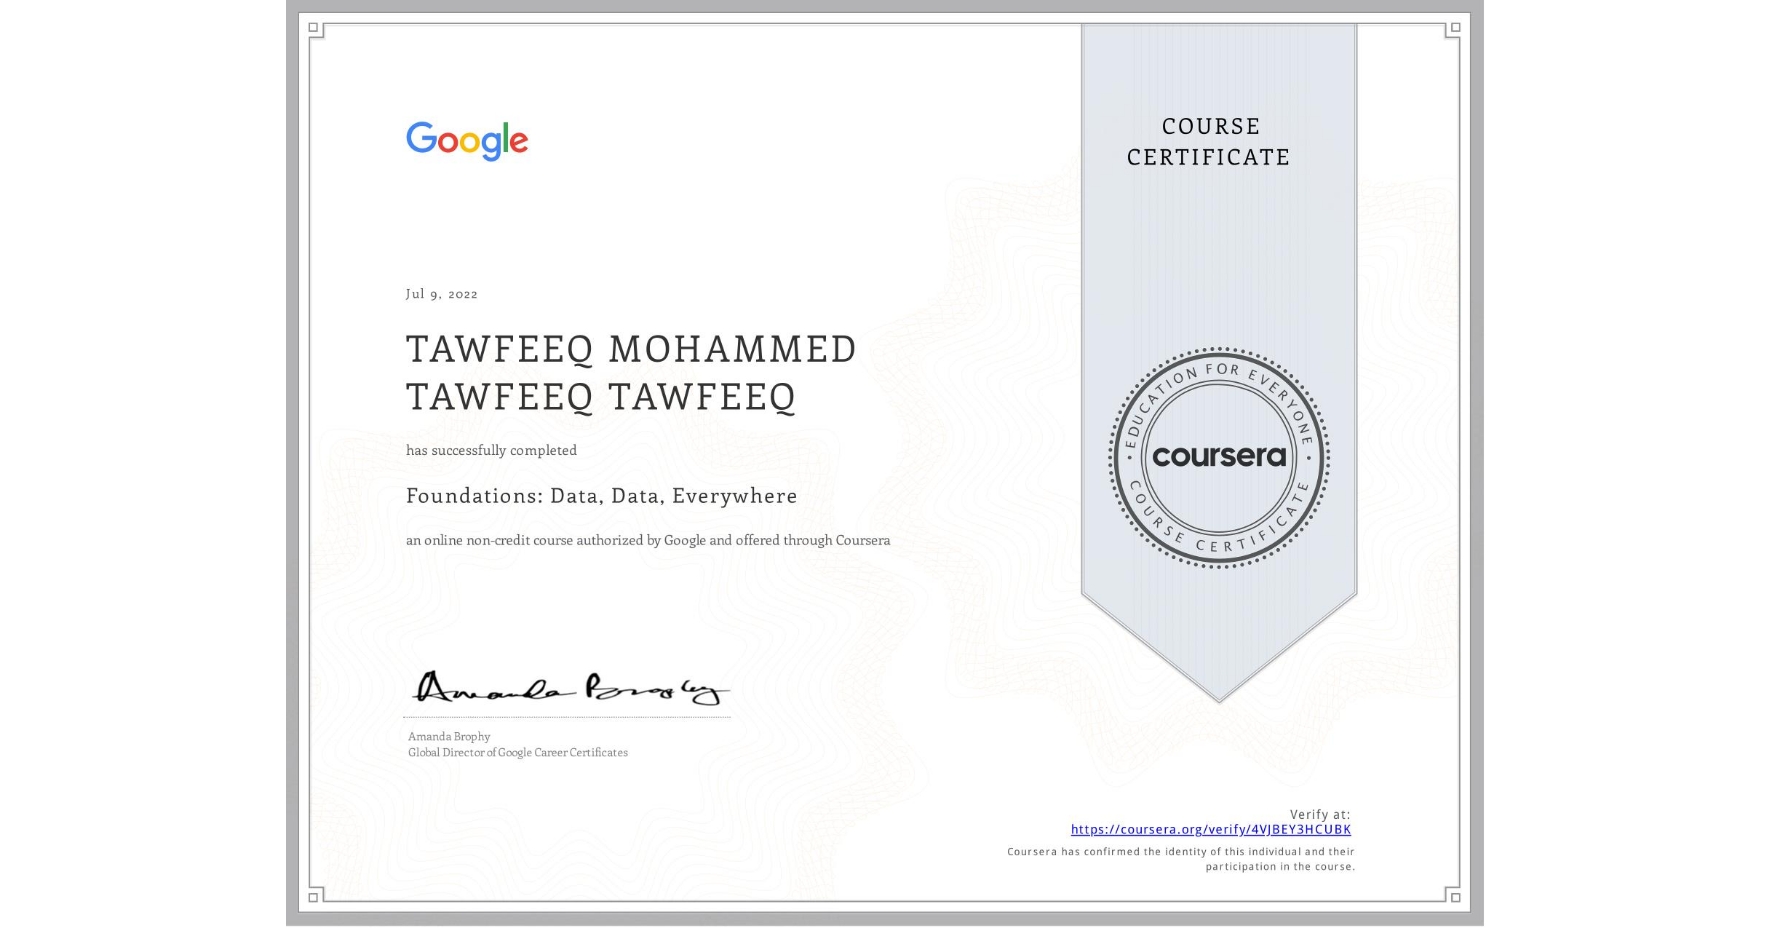 Google
COURSE
CERTIFICATE
Jul 9, 2022
TAWFEEQ MOHAMMED
TAWFEEQ TAWFEEQ
has successfully completed
Foundations: Data, Data, Everywhere
an online non-credit course authorized by Google and offered through Coursera
EDUCATION FOR EVERYONE
coursera
COURSE CERTIFICATE
Amanda Brophy
Amanda Brophy
Global Director of Google Career Certificates
Verify at:
https://coursera.org/verify/4VJBEY3HCUBK
Coursera has confirmed the identity of this individual and their
participation in the course.